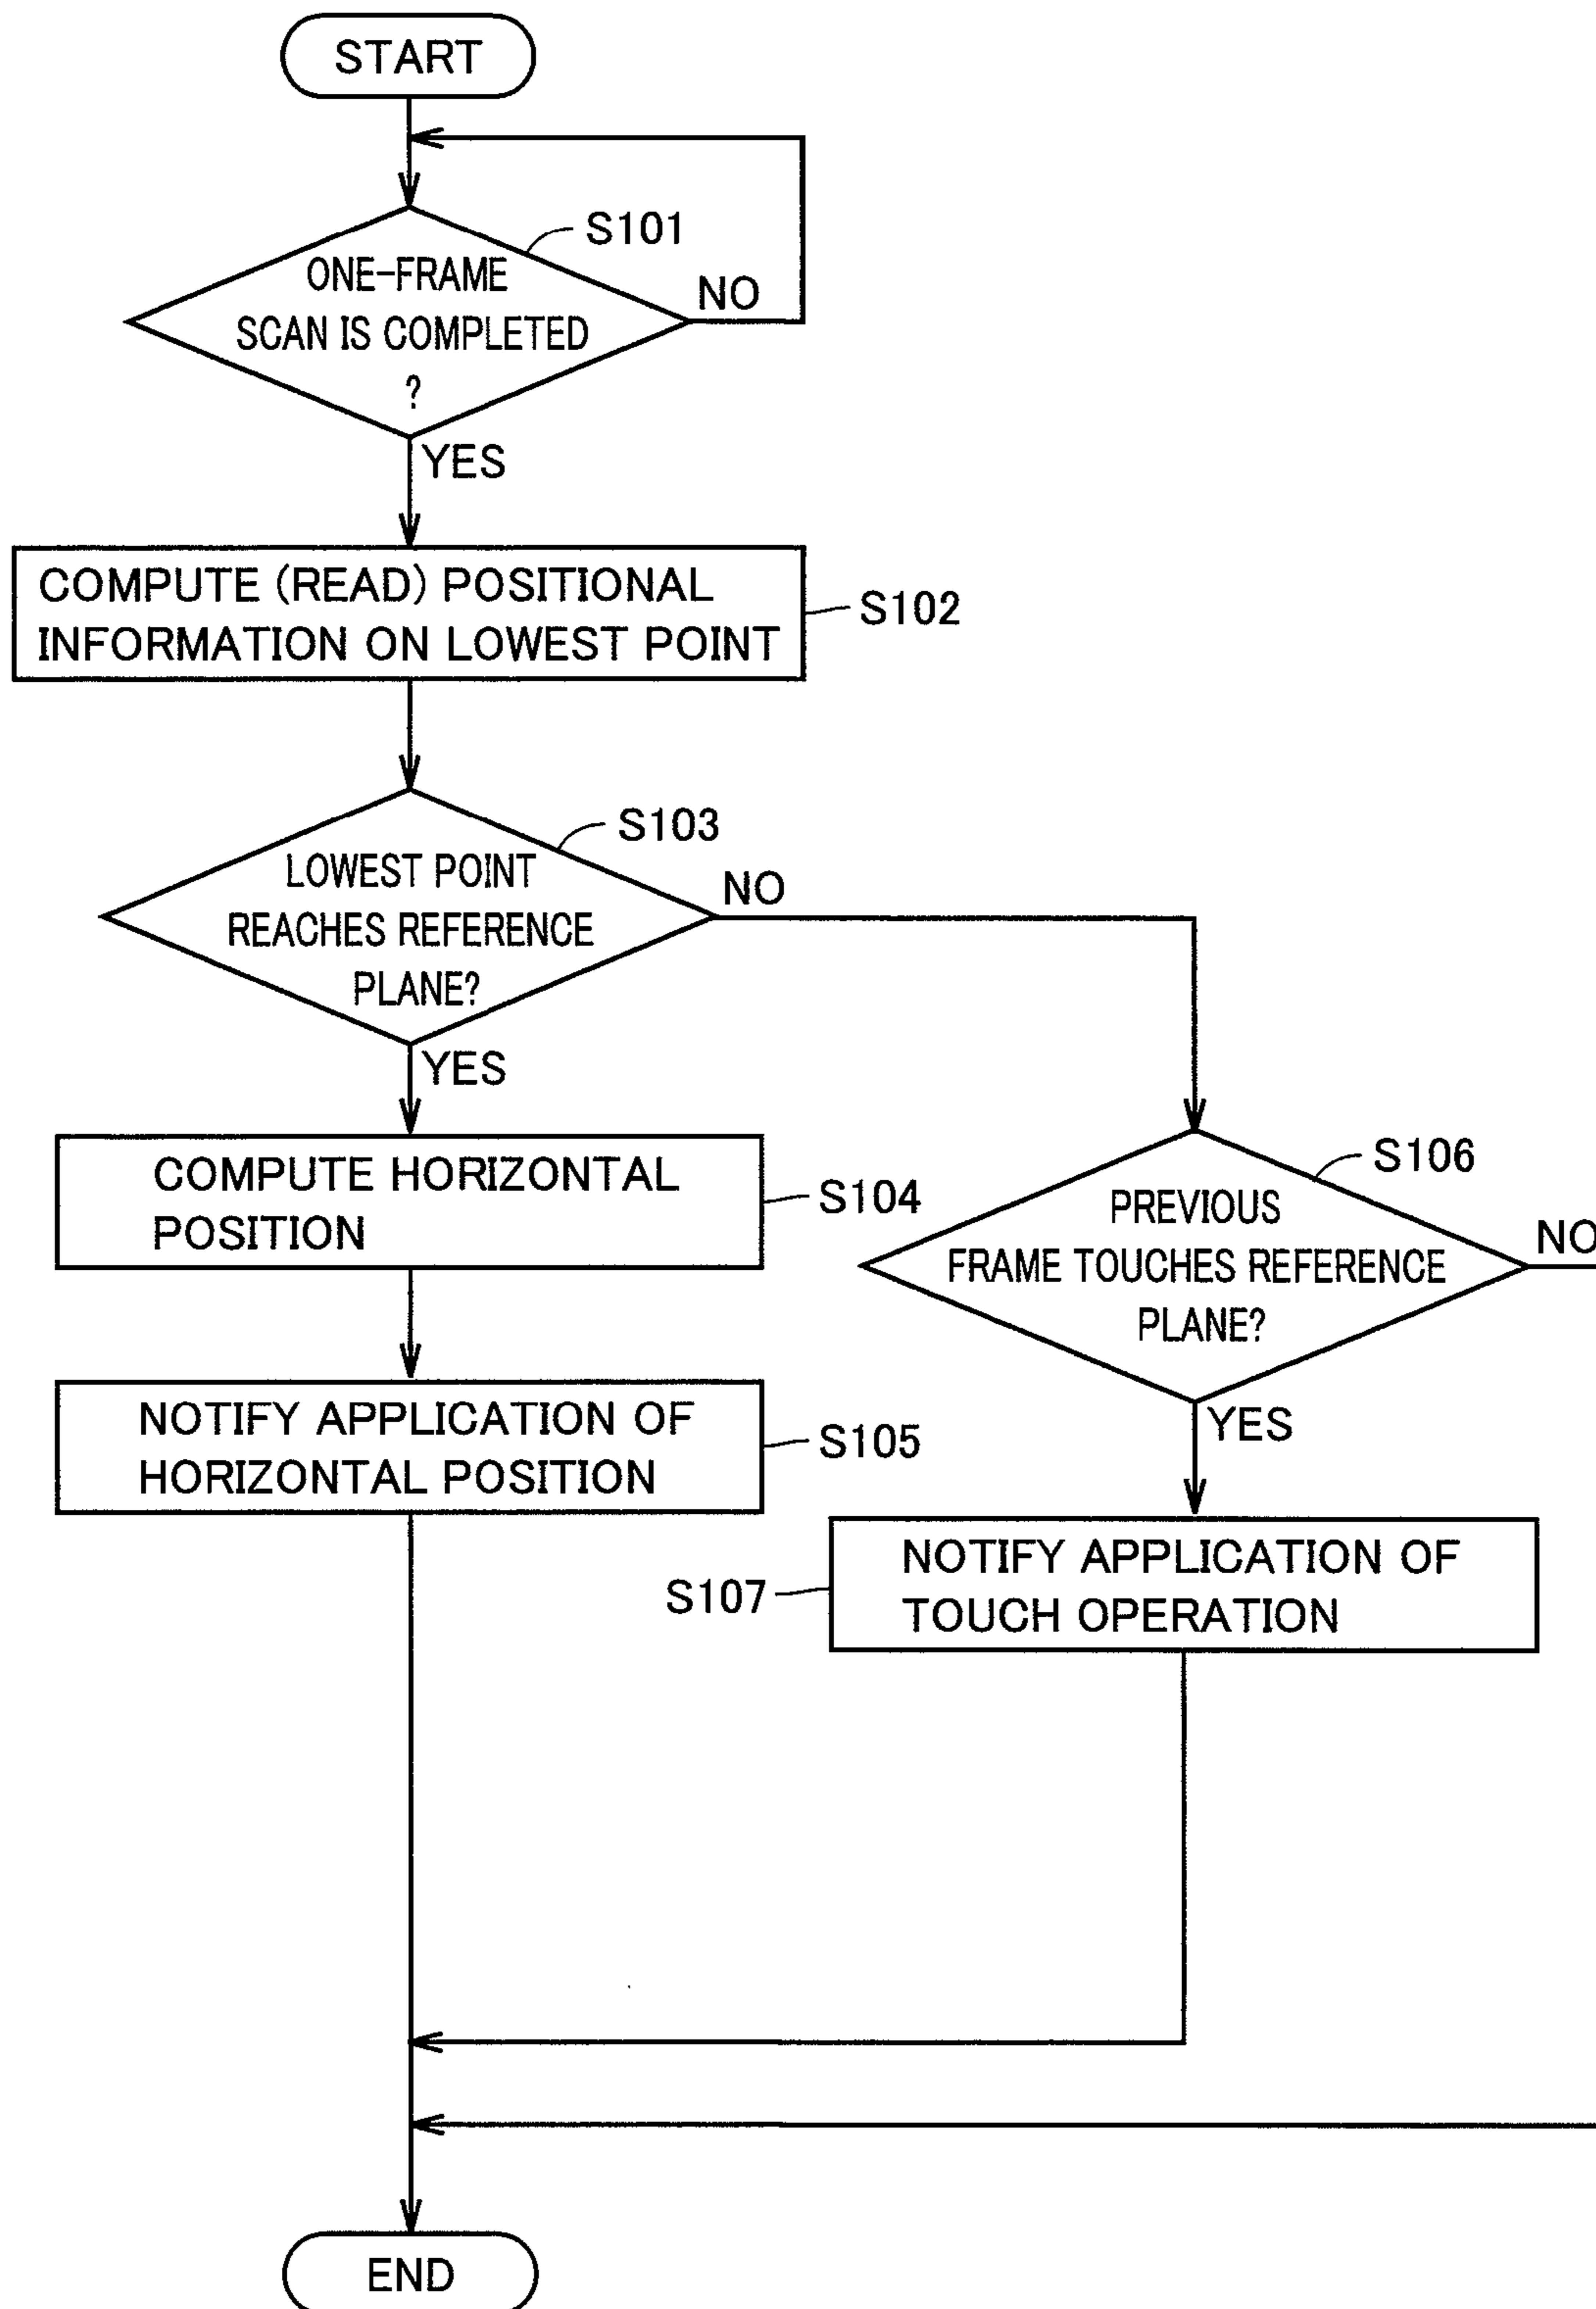 START
S101
ONE-FRAME
SCAN IS COMPLETED
?
NO
YES
COMPUTE (READ) POSITIONAL
INFORMATION ON LOWEST POINT
S102
S103
LOWEST POINT
REACHES REFERENCE
PLANE?
NO
YES
COMPUTE HORIZONTAL
POSITION
S104
S106
PREVIOUS
FRAME TOUCHES REFERENCE
PLANE?
NO
YES
NOTIFY APPLICATION OF
HORIZONTAL POSITION
S105
NOTIFY APPLICATION OF
TOUCH OPERATION
S107
END